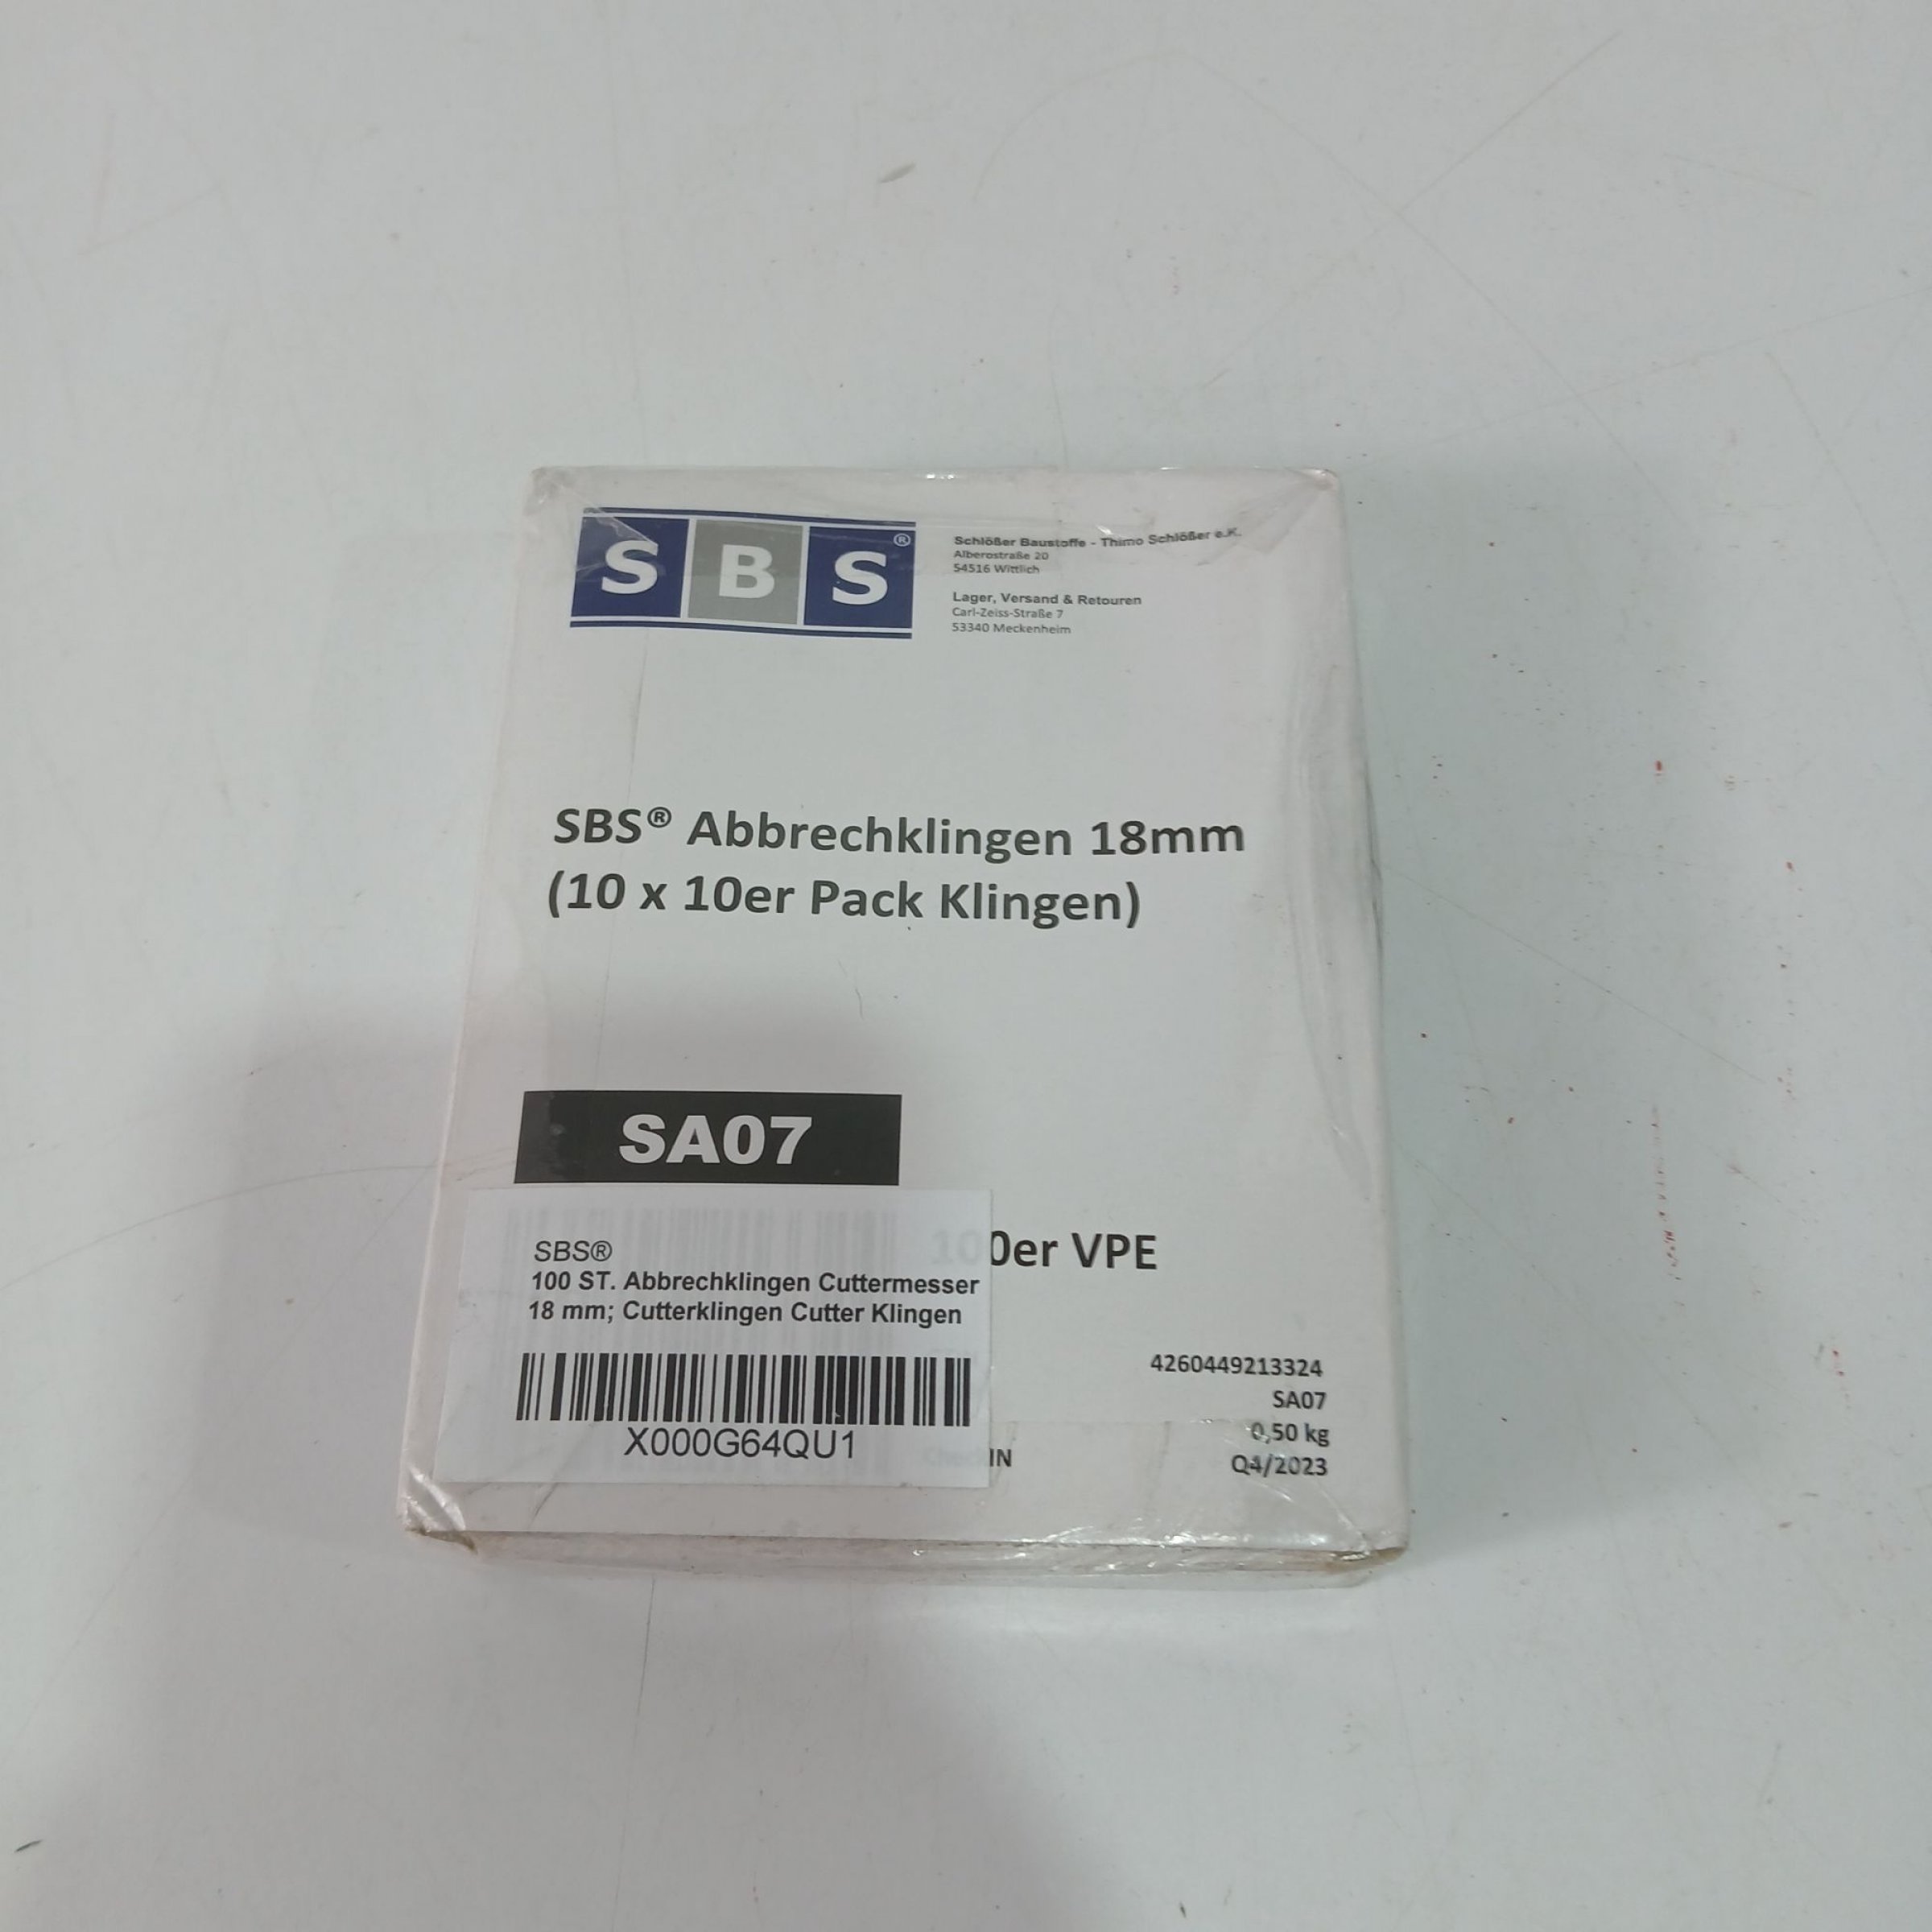 SBS®
Schlößer Baustoffe - Thimo Schlößer e.K.
Alberostraße 20
54516 Wittlich
Lager, Versand & Retouren
Carl-Zeiss-Straße 7
53340 Meckenheim
SBS® Abbrechklingen 18mm
(10 x 10er Pack Klingen)
SA07
100er VPE
SBS®
100 ST. Abbrechklingen Cuttermesser
18 mm; Cutterklingen Cutter Klingen
X000G64QU1
4260449213324
SA07
0,50 kg
IN
Q4/2023